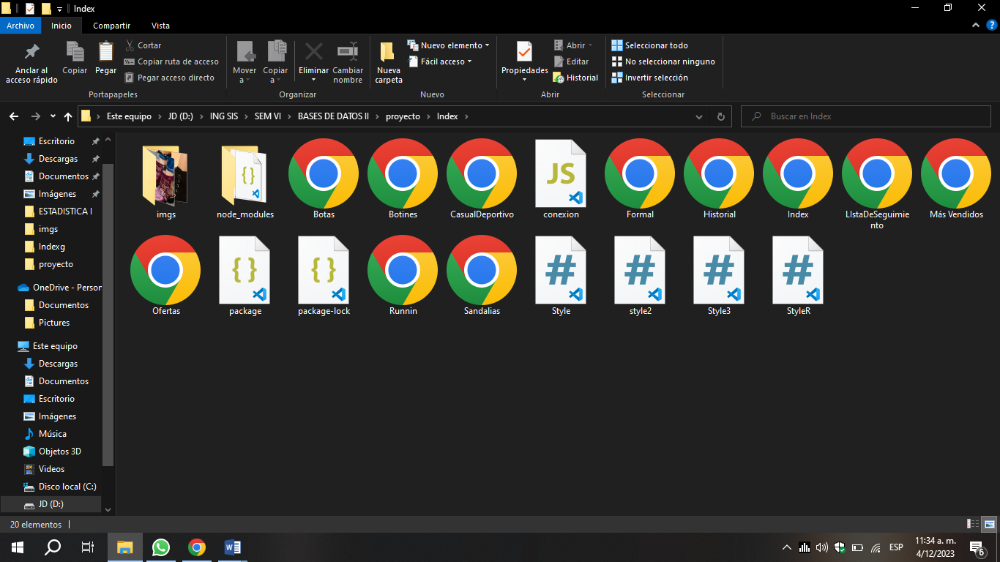 Index
Archivo Inicio Compartir Vista
Anclar al acceso rápido
Copiar
Pegar
Cortar
Copiar ruta de acceso
Pegar acceso directo
Portapapeles
Mover a
Copiar a
Eliminar
Cambiar nombre
Organizar
Nueva carpeta
Nuevo elemento
Fácil acceso
Nuevo
Propiedades
Abrir
Editar
Historial
Abrir
Seleccionar todo
No seleccionar ninguno
Invertir selección
Seleccionar
Este equipo JD (D:) ING SIS SEM VI BASES DE DATOS II proyecto Index
Buscar en Index
Escritorio
Descargas
Documentos
Imágenes
ESTADISTICA I
imgs
Indexg
proyecto
OneDrive - Person
Documentos
Pictures
Este equipo
Descargas
Documentos
Escritorio
Imágenes
Música
Objetos 3D
Videos
Disco local (C:)
JD (D:)
JS
imgs node_modules Botas Botines CasualDeportivo conexion Formal Historial Index LIstaDeSeguimie Más Vendidos
nto
{} {} # # # #
Ofertas package package-lock Runnin Sandalias Style style2 Style3 StyleR
20 elementos
ESP
11:34 a. m.
4/12/2023
6